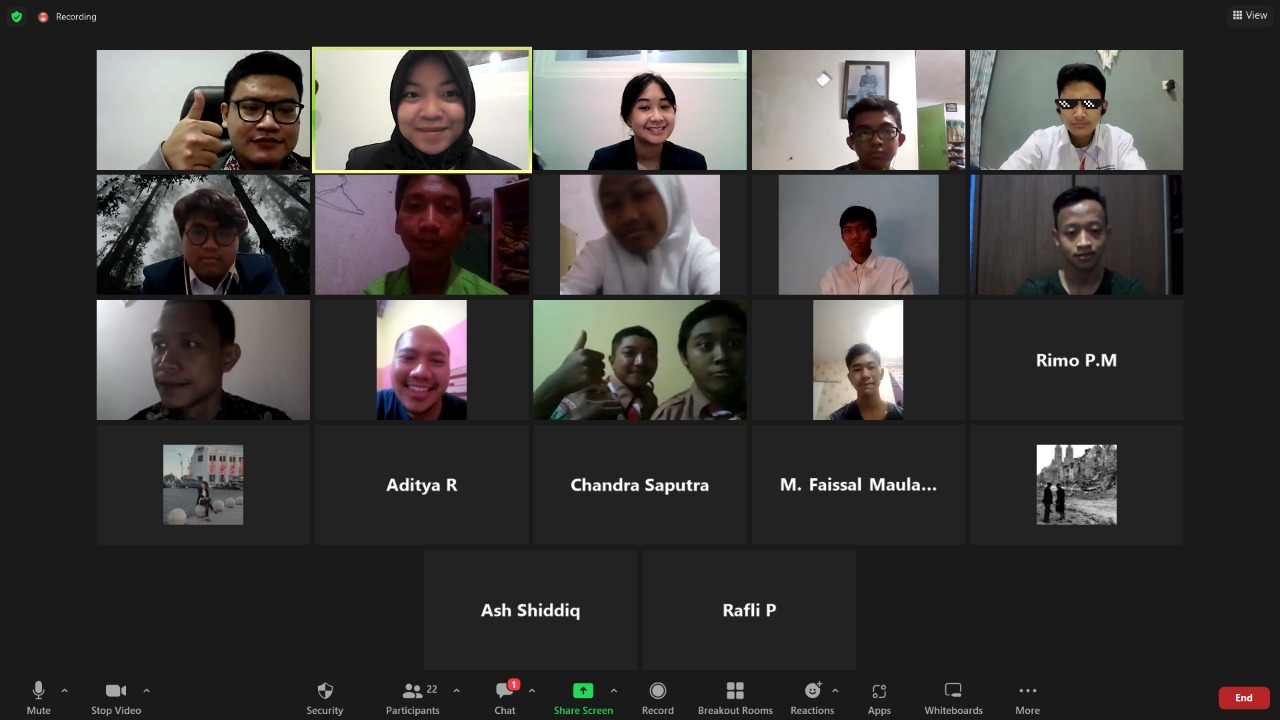 Recording
View
Rimo P.M
Aditya R
Chandra Saputra
M. Faissal Maula...
Ash Shiddiq
Rafli P
22
1
Mute
Stop Video
Security
Participants
Chat
Share Screen
Record
Breakout Rooms
Reactions
Apps
Whiteboards
More
End